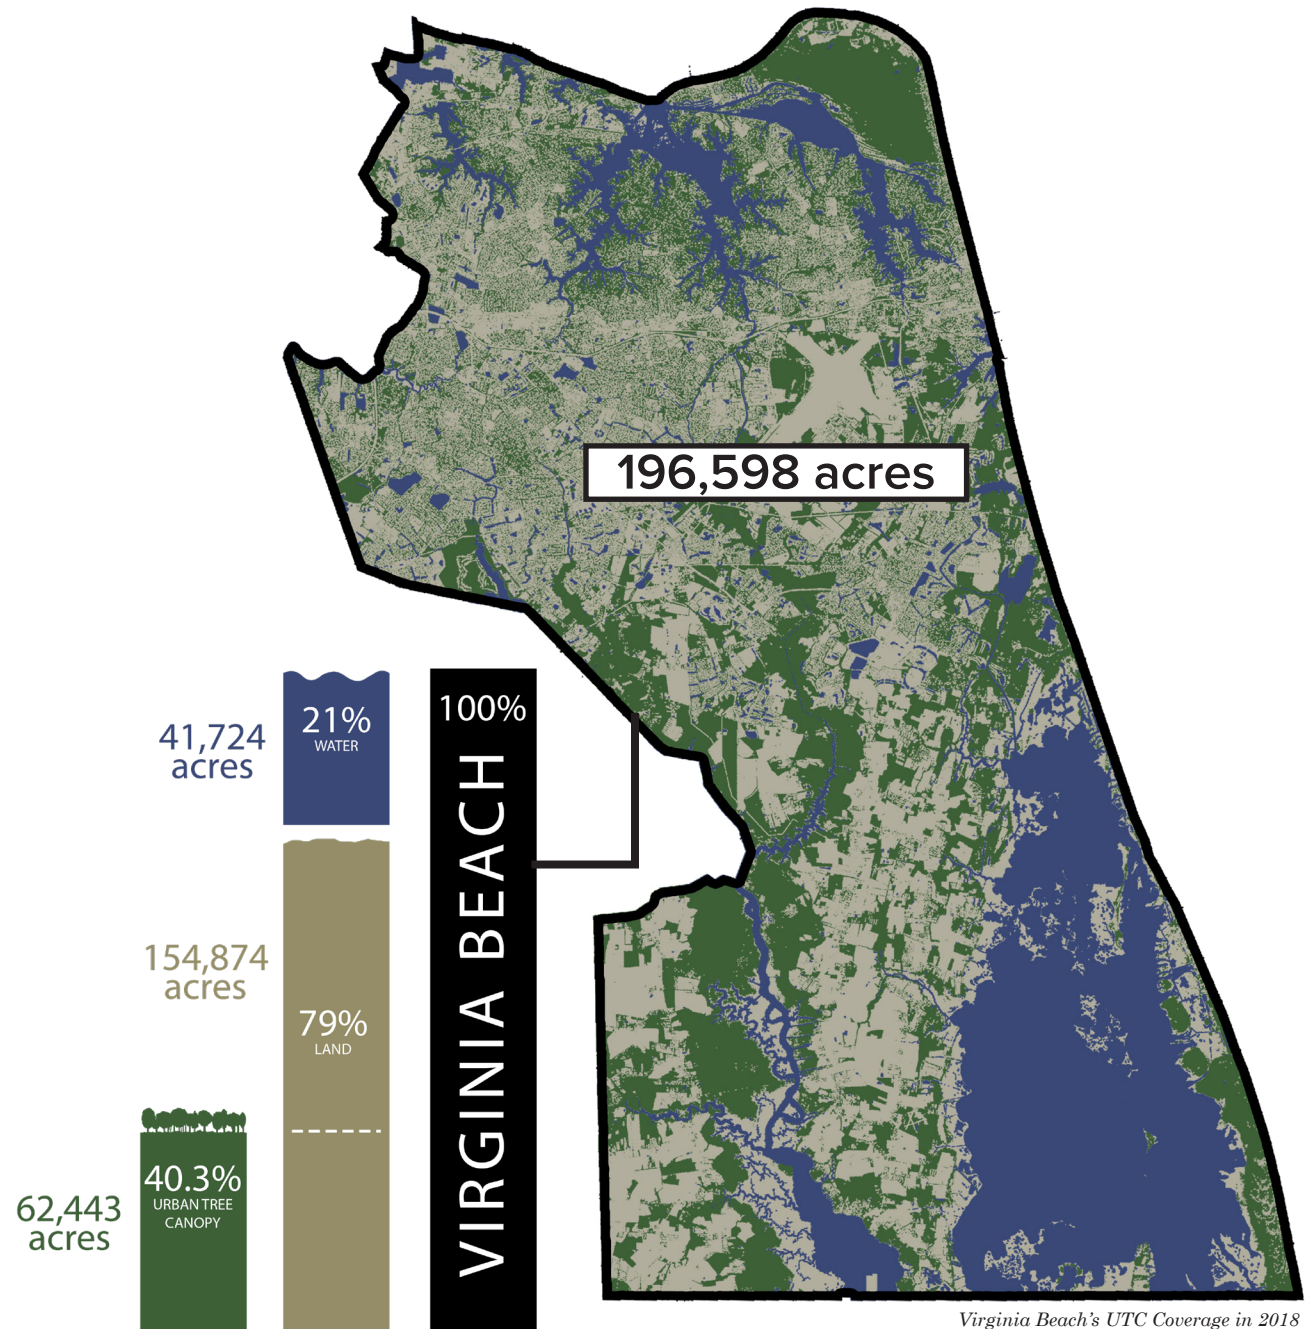 196,598 acres
41,724
acres
21%
WATER
100%
VIRGINIA BEACH
154,874
acres
79%
LAND
40.3%
URBAN TREE
CANOPY
62,443
acres
Virginia Beach's UTC Coverage in 2018